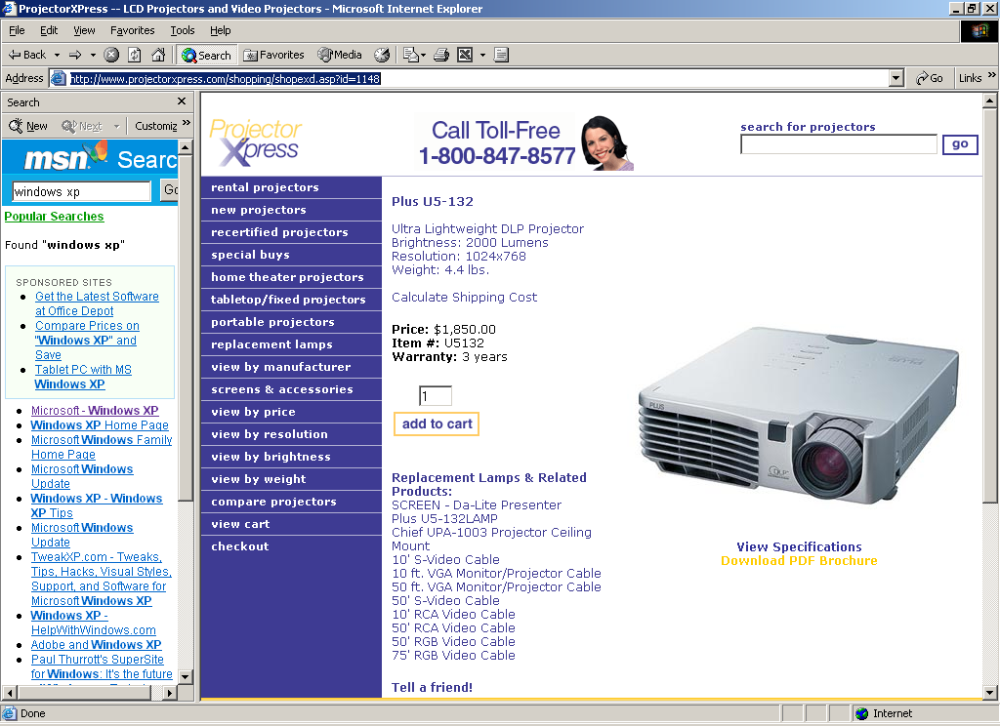 ProjectorXPress -- LCD Projectors and Video Projectors - Microsoft Internet Explorer
File Edit View Favorites Tools Help
Back Search Favorites Media
Address http://www.projectorxpress.com/shopping/shopexd.asp?id=1148 Go Links »
Search
New Next Customiz »
msn Searc
windows xp Go
Popular Searches
Found "windows xp"
SPONSORED SITES
Get the Latest Software
at Office Depot
Compare Prices on
"Windows XP" and
Save
Tablet PC with MS
Windows XP
Microsoft - Windows XP
Windows XP Home Page
Microsoft Windows Family
Home Page
Microsoft Windows
Update
Windows XP - Windows
XP Tips
Microsoft Windows
Update
TweakXP.com - Tweaks,
Tips, Hacks, Visual Styles,
Support, and Software for
Microsoft Windows XP
Windows XP -
HelpWithWindows.com
Adobe and Windows XP
Paul Thurrott's SuperSite
for Windows: It's the future
Projector
Xpress
Call Toll-Free
1-800-847-8577
search for projectors
go
rental projectors
new projectors
recertified projectors
special buys
home theater projectors
tabletop/fixed projectors
portable projectors
replacement lamps
view by manufacturer
screens & accessories
view by price
view by resolution
view by brightness
view by weight
compare projectors
view cart
checkout
Plus U5-132
Ultra Lightweight DLP Projector
Brightness: 2000 Lumens
Resolution: 1024x768
Weight: 4.4 lbs.
Calculate Shipping Cost
Price: $1,850.00
Item #: U5132
Warranty: 3 years
1
add to cart
Replacement Lamps & Related
Products:
SCREEN - Da-Lite Presenter
Plus U5-132LAMP
Chief UPA-1003 Projector Ceiling
Mount
10' S-Video Cable
10 ft. VGA Monitor/Projector Cable
50 ft. VGA Monitor/Projector Cable
50' S-Video Cable
10' RCA Video Cable
50' RCA Video Cable
50' RGB Video Cable
75' RGB Video Cable
Tell a friend!
PLUS
View Specifications
Download PDF Brochure
Done
Internet